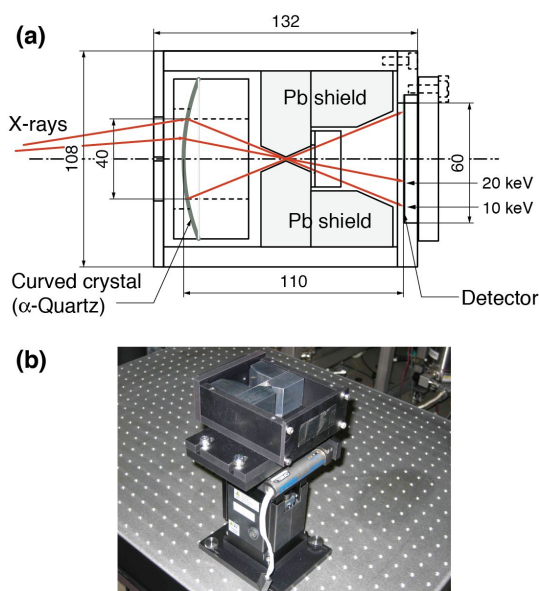 (a)
132
Pb shield
X-rays
108
40
60
20 keV
10 keV
Pb shield
Curved crystal
(α-Quartz)
110
Detector
(b)